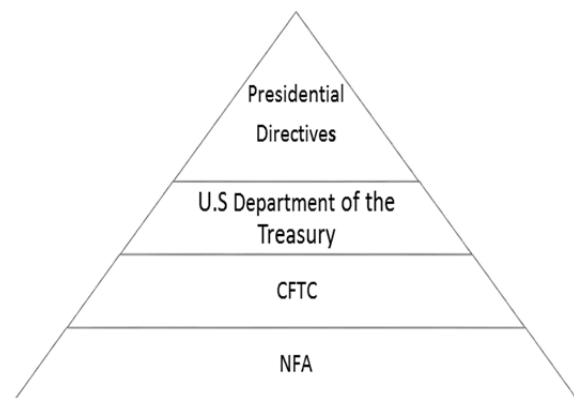 Presidential
Directives
U.S Department of the
Treasury
CFTC
NFA